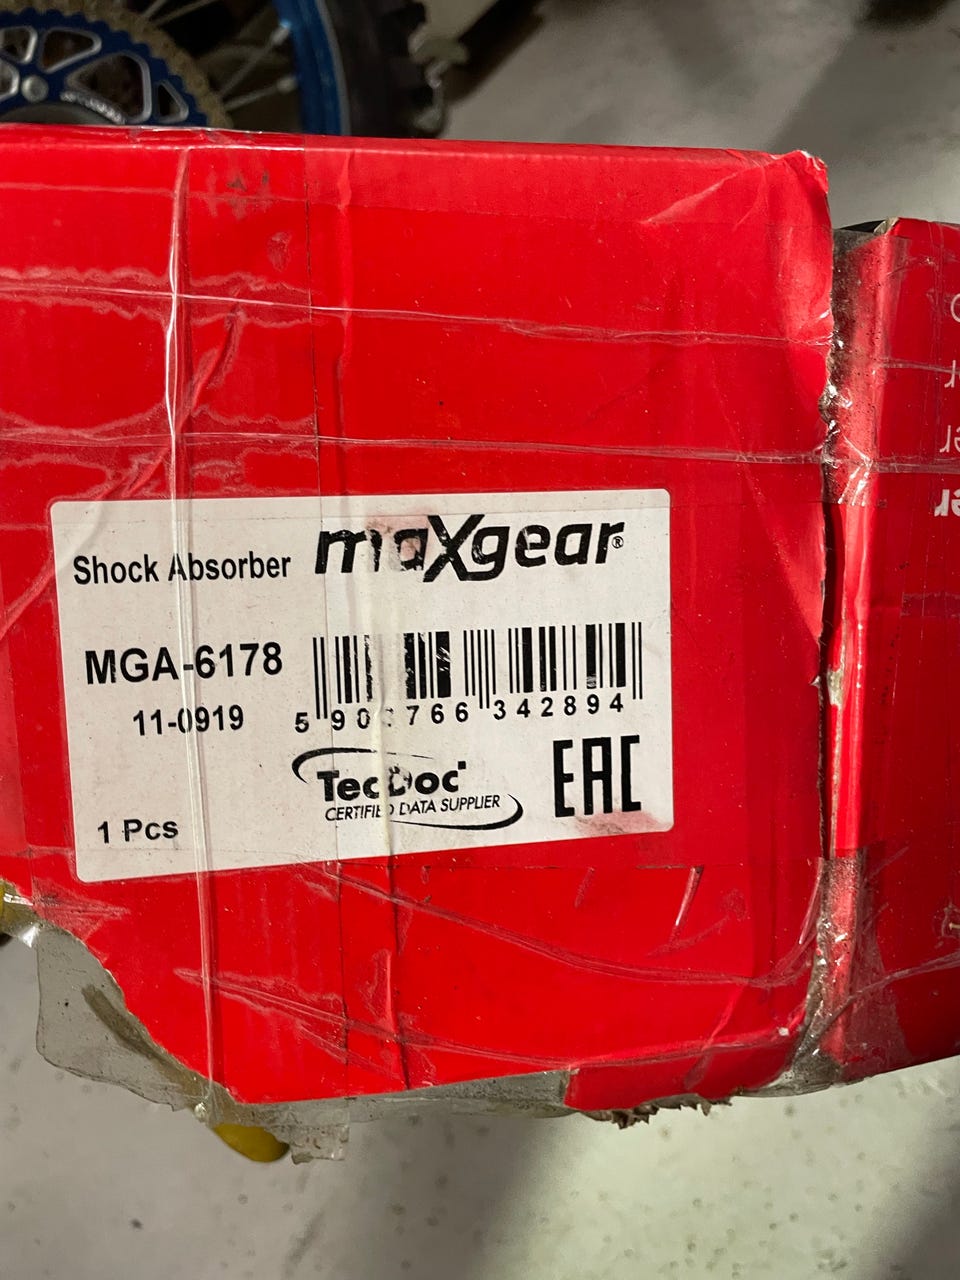 Shock Absorber maxgear®
MGA-6178
11-0919
TecDoc
CERTIFIED DATA SUPPLIER
EAC
1 Pcs